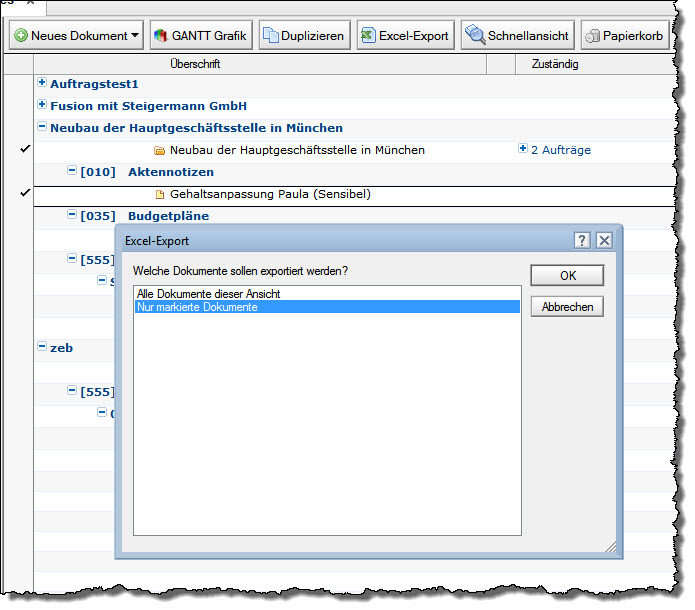 Neues Dokument GANTT Grafik Duplizieren Excel-Export Schnellansicht Papierkorb
Überschrift Zuständig
Auftragstest1
Fusion mit Steigermann GmbH
Neubau der Hauptgeschäftsstelle in München
Neubau der Hauptgeschäftsstelle in München 2 Aufträge
[010] Aktennotizen
Gehaltsanpassung Paula (Sensibel)
[035] Budgetpläne
[555]
zeb
[555]
Excel-Export
Welche Dokumente sollen exportiert werden?
Alle Dokumente dieser Ansicht
Nur markierte Dokumente
OK
Abbrechen